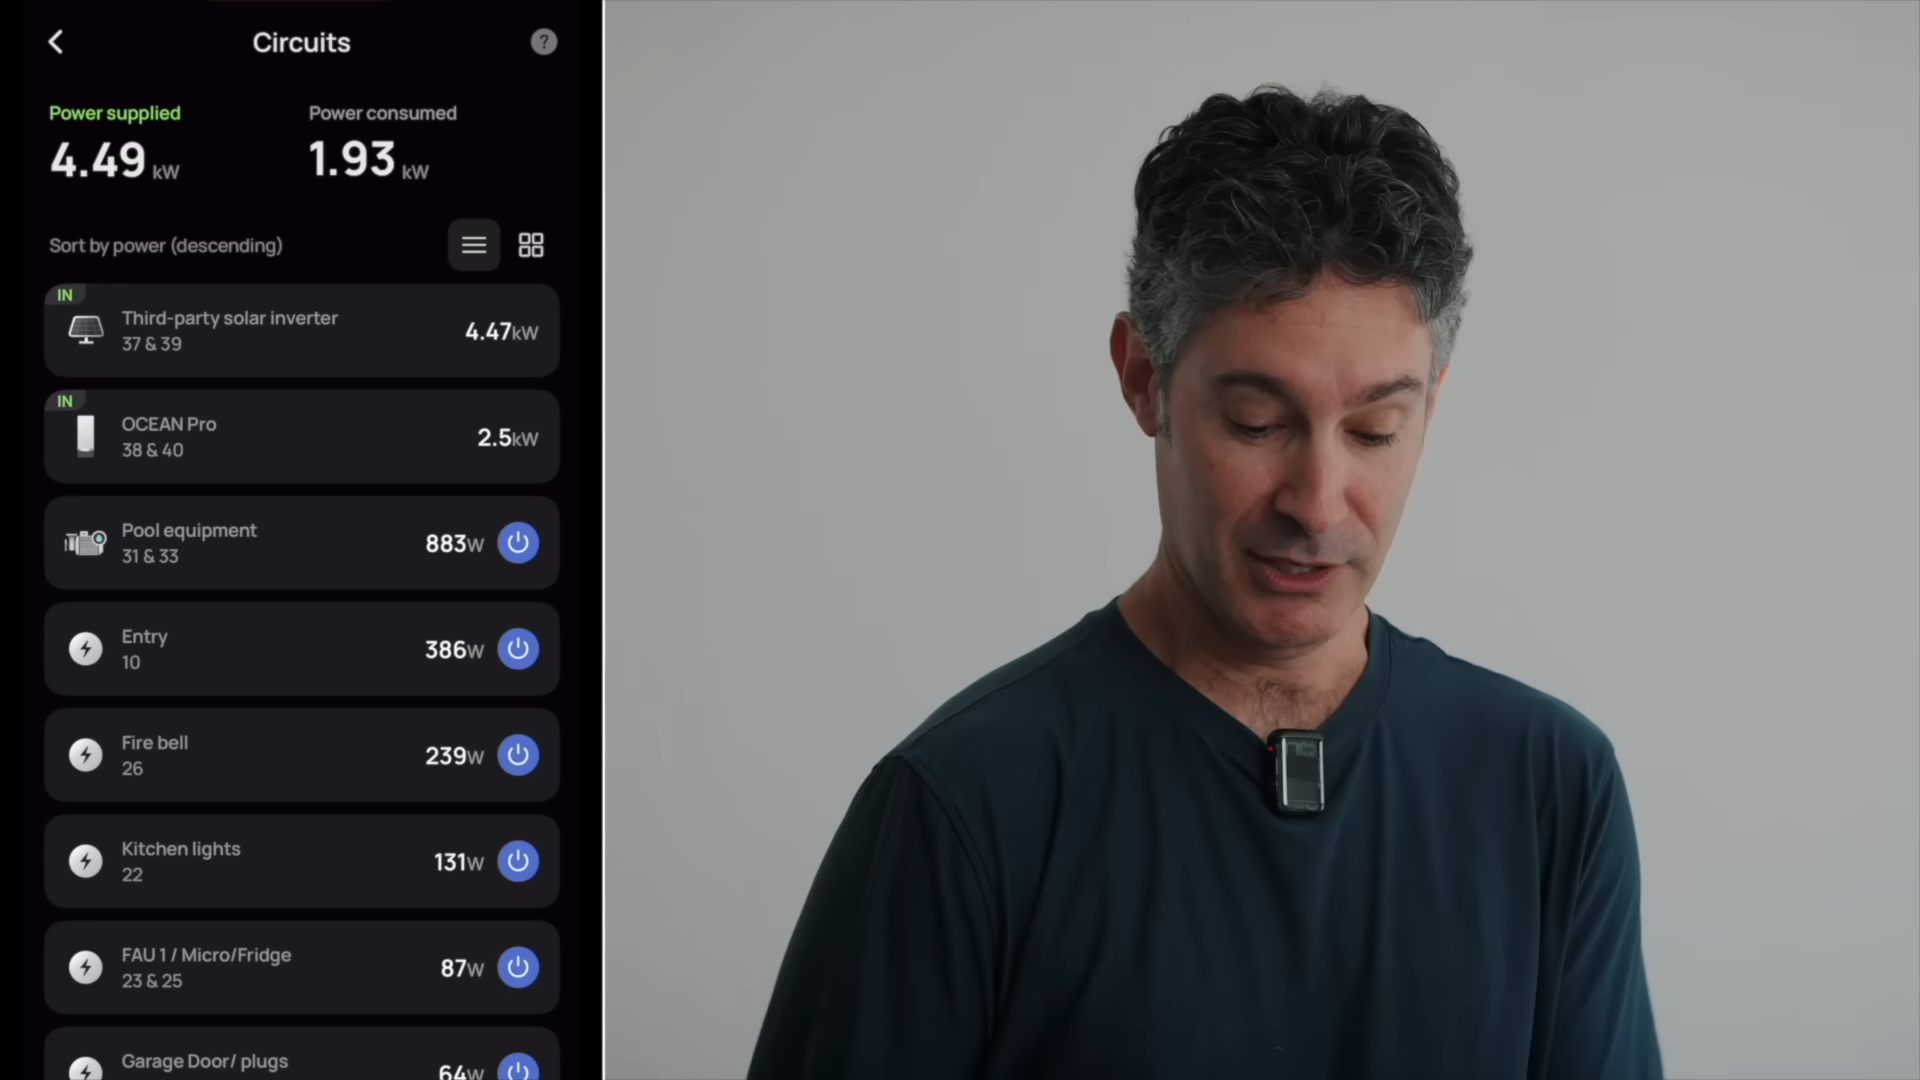 Circuits
?
Power supplied
Power consumed
4.49 kW
1.93 kW
Sort by power (descending)
IN
Third-party solar inverter
37 & 39
4.47kW
IN
OCEAN Pro
38 & 40
2.5kW
Pool equipment
31 & 33
883W
Entry
10
386W
Fire bell
26
239W
Kitchen lights
22
131W
FAU 1 / Micro/Fridge
23 & 25
87W
Garage Door/ plugs
64W